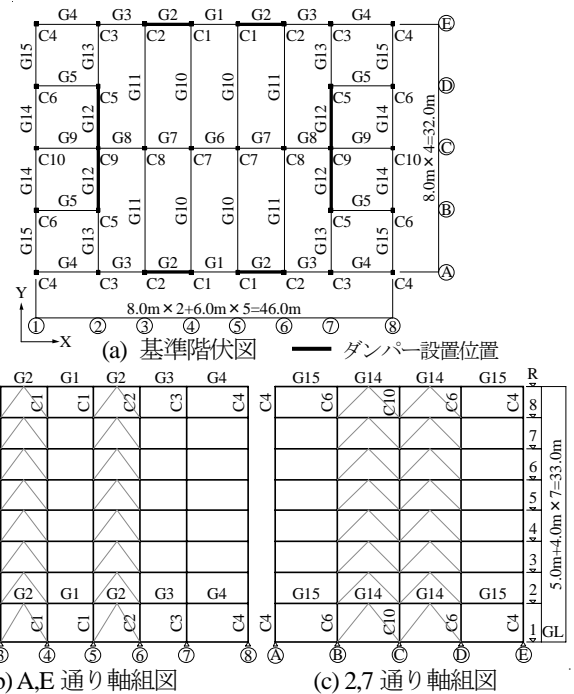 G4 G3 G2 G1 G2 G3 G4
C4 C3 C2 C1 C1 C2 C3 C4 Ⓔ
G15 G13 G11 G10 G10 G11 G13 G15
G5 G5
C6 C5 C5 C6 Ⓓ
G14 G12 G12 G14
G9 G8 G7 G6 G7 G8 G9
C10 C9 C8 C7 C7 C8 C9 C10 Ⓒ
G14 G12 G11 G10 G10 G11 G12 G14
G5 G5
C6 C5 C5 C6 Ⓑ
G15 G13 G13 G15
G4 G3 G2 G1 G2 G3 G4
C4 C3 C2 C1 C1 C2 C3 C4 Ⓐ
8.0m×4=32.0m
8.0m×2+6.0m×5=46.0m
Y
X
① ② ③ ④ ⑤ ⑥ ⑦ ⑧
(a) 基準階伏図 ダンパー設置位置
G2 G1 G2 G3 G4
C1 C1 C2 C3 C4
G2 G1 G2 G3 G4
C1 C1 C2 C3 C4
④ ⑤ ⑥ ⑦ ⑧
) A,E 通り軸組図
G15 G14 G14 G15
C4 C6 C10 C6 C4
G15 G14 G14 G15
C4 C6 C10 C6 C4
Ⓐ Ⓑ Ⓒ Ⓓ Ⓔ
R
8
7
6
5
4
3
2
1 GL
5.0m+4.0m×7=33.0m
(c) 2,7 通り軸組図